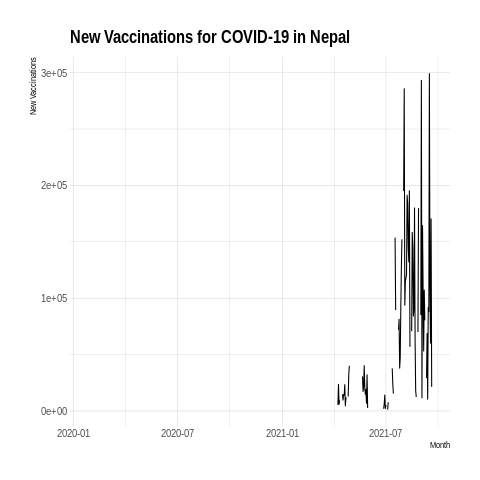 New Vaccinations for COVID-19 in Nepal
New Vaccinations
3e+05
2e+05
1e+05
0e+00
2020-01 2020-07 2021-01 2021-07
Month